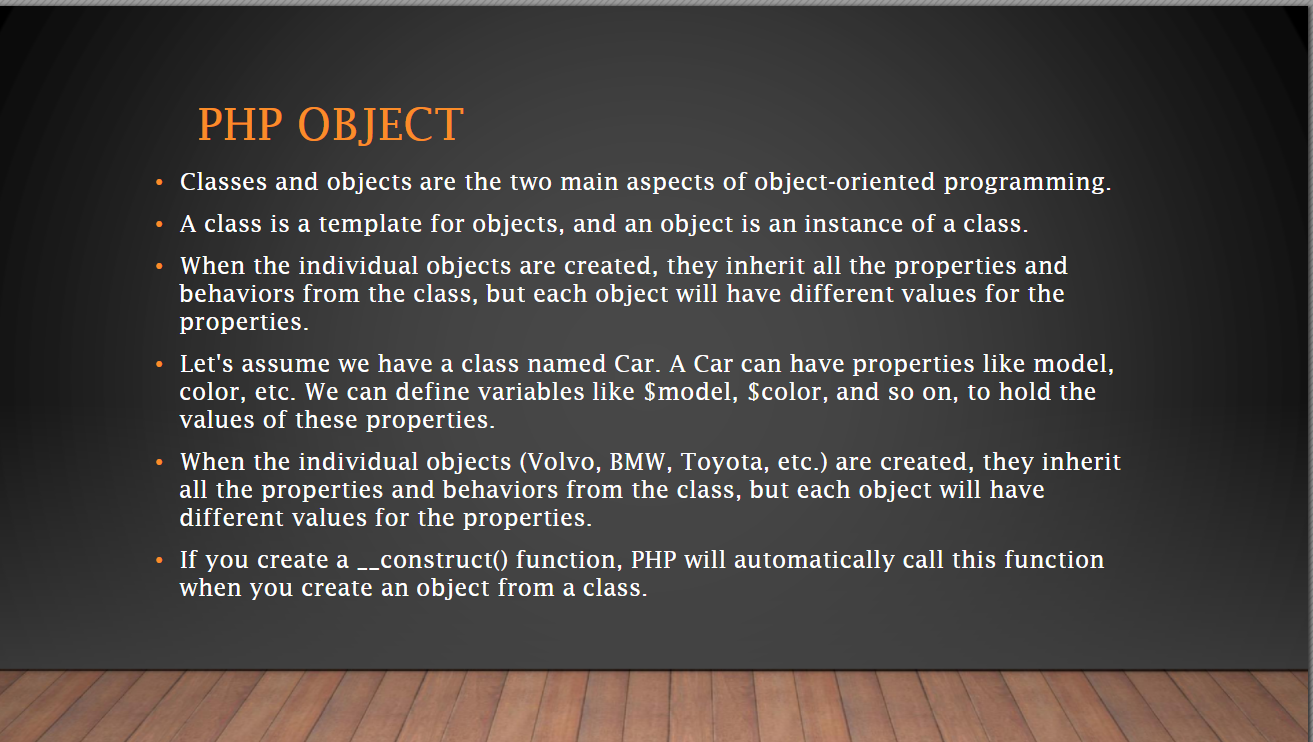 PHP OBJECT
• Classes and objects are the two main aspects of object-oriented programming.
• A class is a template for objects, and an object is an instance of a class.
• When the individual objects are created, they inherit all the properties and
behaviors from the class, but each object will have different values for the
properties.
• Let's assume we have a class named Car. A Car can have properties like model,
color, etc. We can define variables like $model, $color, and so on, to hold the
values of these properties.
• When the individual objects (Volvo, BMW, Toyota, etc.) are created, they inherit
all the properties and behaviors from the class, but each object will have
different values for the properties.
• If you create a __construct() function, PHP will automatically call this function
when you create an object from a class.